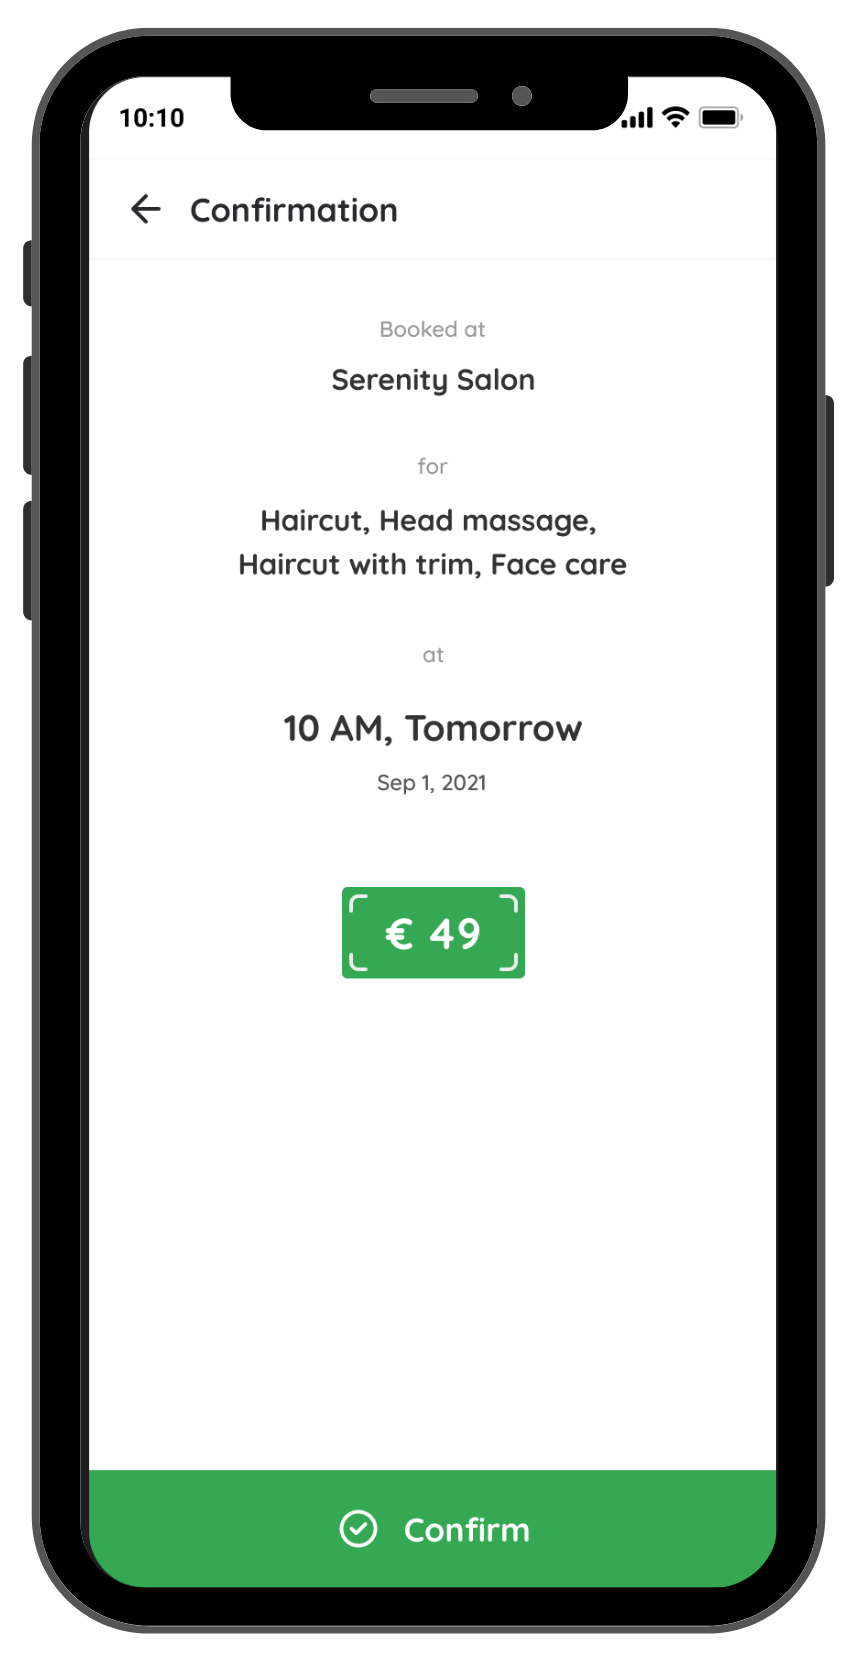 10:10
Confirmation
Booked at
Serenity Salon
for
Haircut, Head massage,
Haircut with trim, Face care
at
10 AM, Tomorrow
Sep 1, 2021
€ 49
Confirm